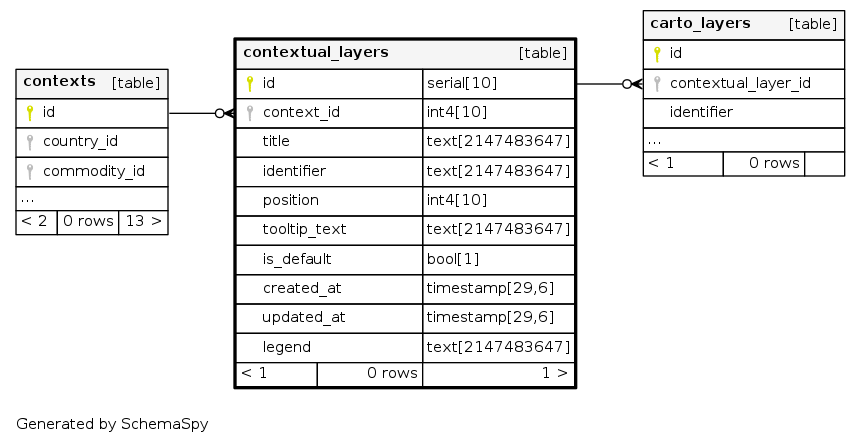 contexts [table]
id
country_id
commodity_id
...
< 2 0 rows 13 >
contextual_layers [table]
id serial[10]
context_id int4[10]
title text[2147483647]
identifier text[2147483647]
position int4[10]
tooltip_text text[2147483647]
is_default bool[1]
created_at timestamp[29,6]
updated_at timestamp[29,6]
legend text[2147483647]
< 1 0 rows 1 >
carto_layers [table]
id
contextual_layer_id
identifier
...
< 1 0 rows
Generated by SchemaSpy